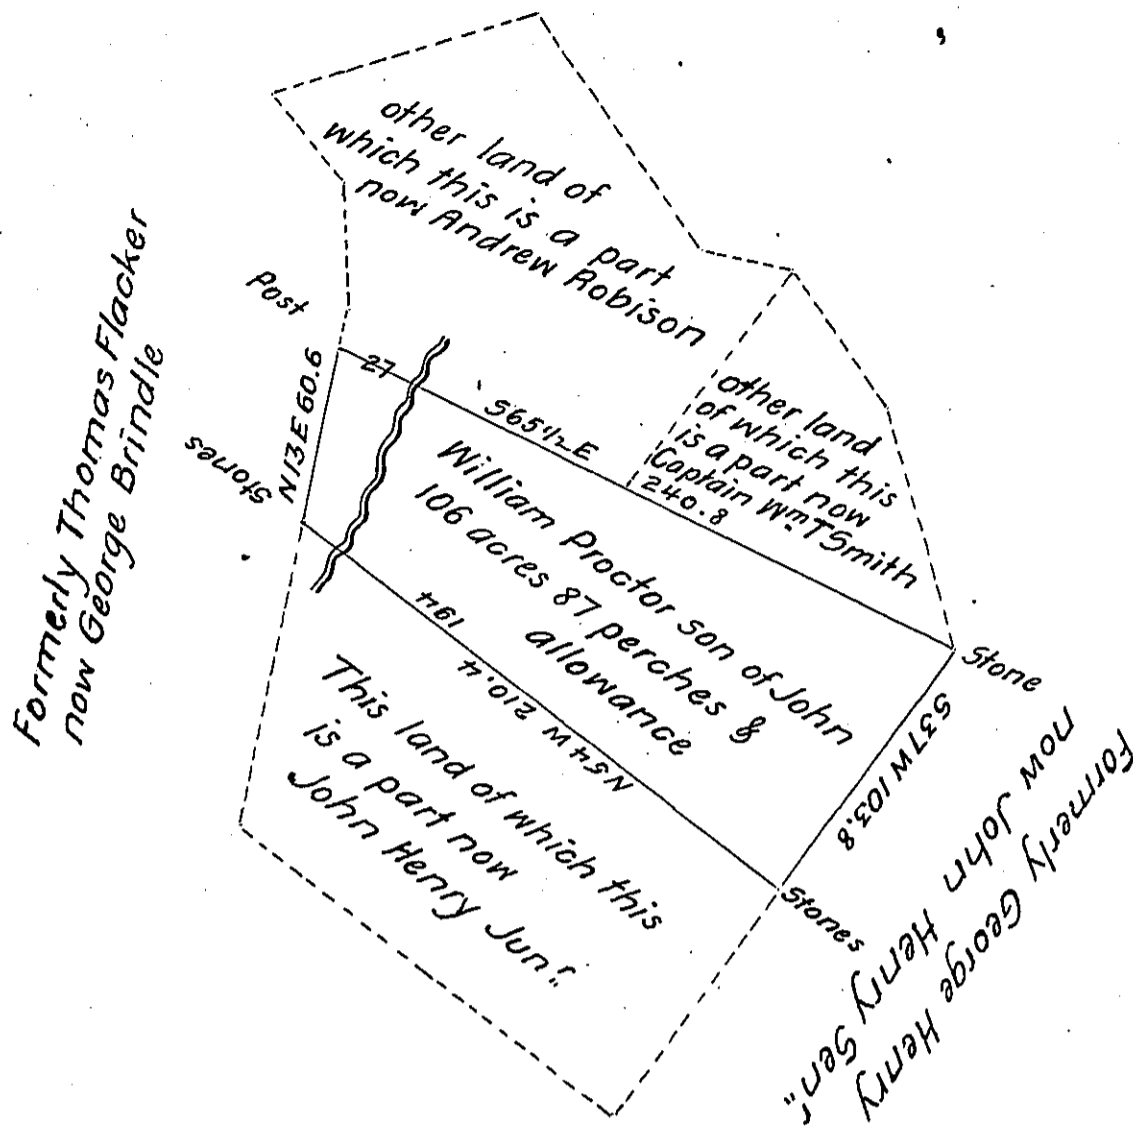 other land of
which this is a part
now Andrew Robison
Formerly Thomas Flacker
now George Brindle
Post
Stones
N13E 60.6
27
S65½E
240.8
other land
of which this
is a part now
Captain Wm. T Smith
William Proctor son of John
106 acres 87 perches &
allowance
194
N54W 210.4
This land of which this
is a part now
John Henry Junr.
Stone
S37W 103.8
Stones
Formerly George Henry
now John Henry Senr.